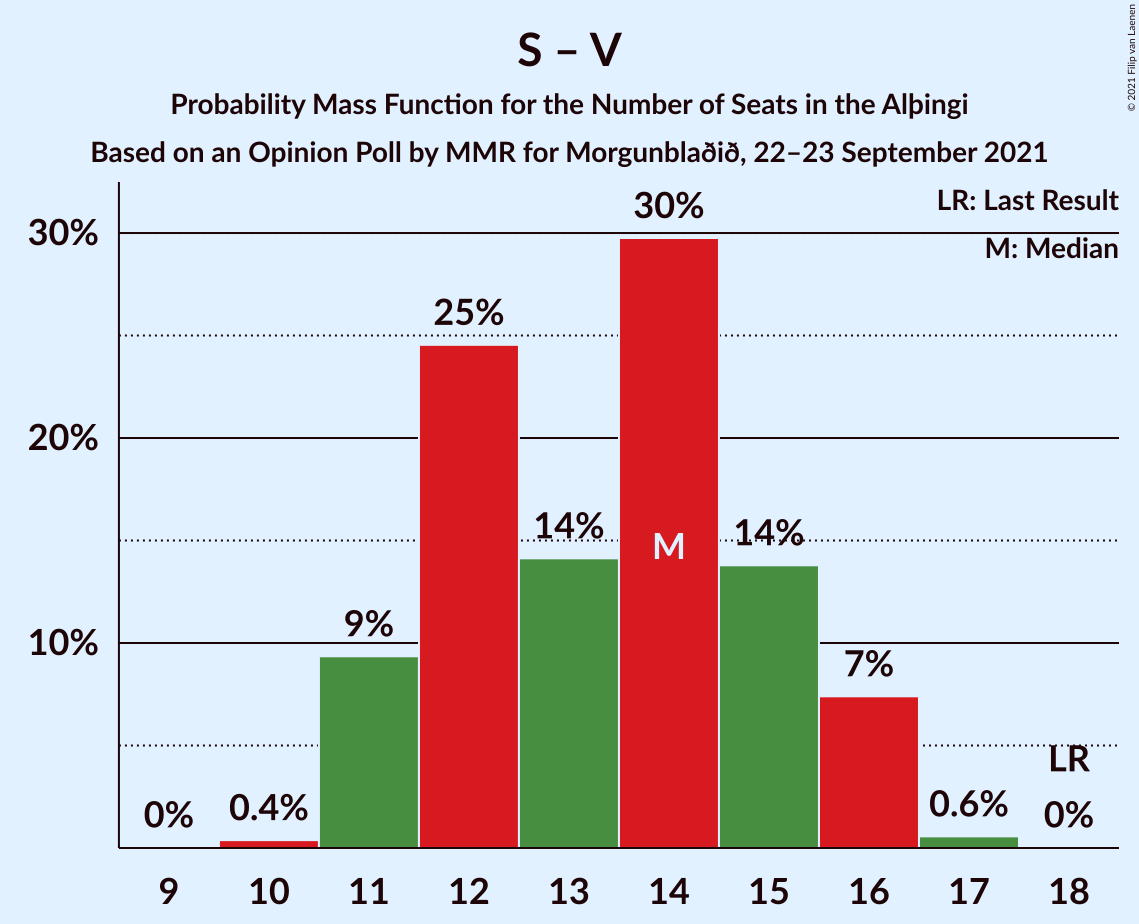 S – V
Probability Mass Function for the Number of Seats in the Alþingi
Based on an Opinion Poll by MMR for Morgunblaðið, 22–23 September 2021
© 2021 Filip van Laenen
LR: Last Result
M: Median
30%
20%
10%
0%
0.4%
9%
25%
14%
30%
M
14%
7%
0.6%
LR
0%
9 10 11 12 13 14 15 16 17 18